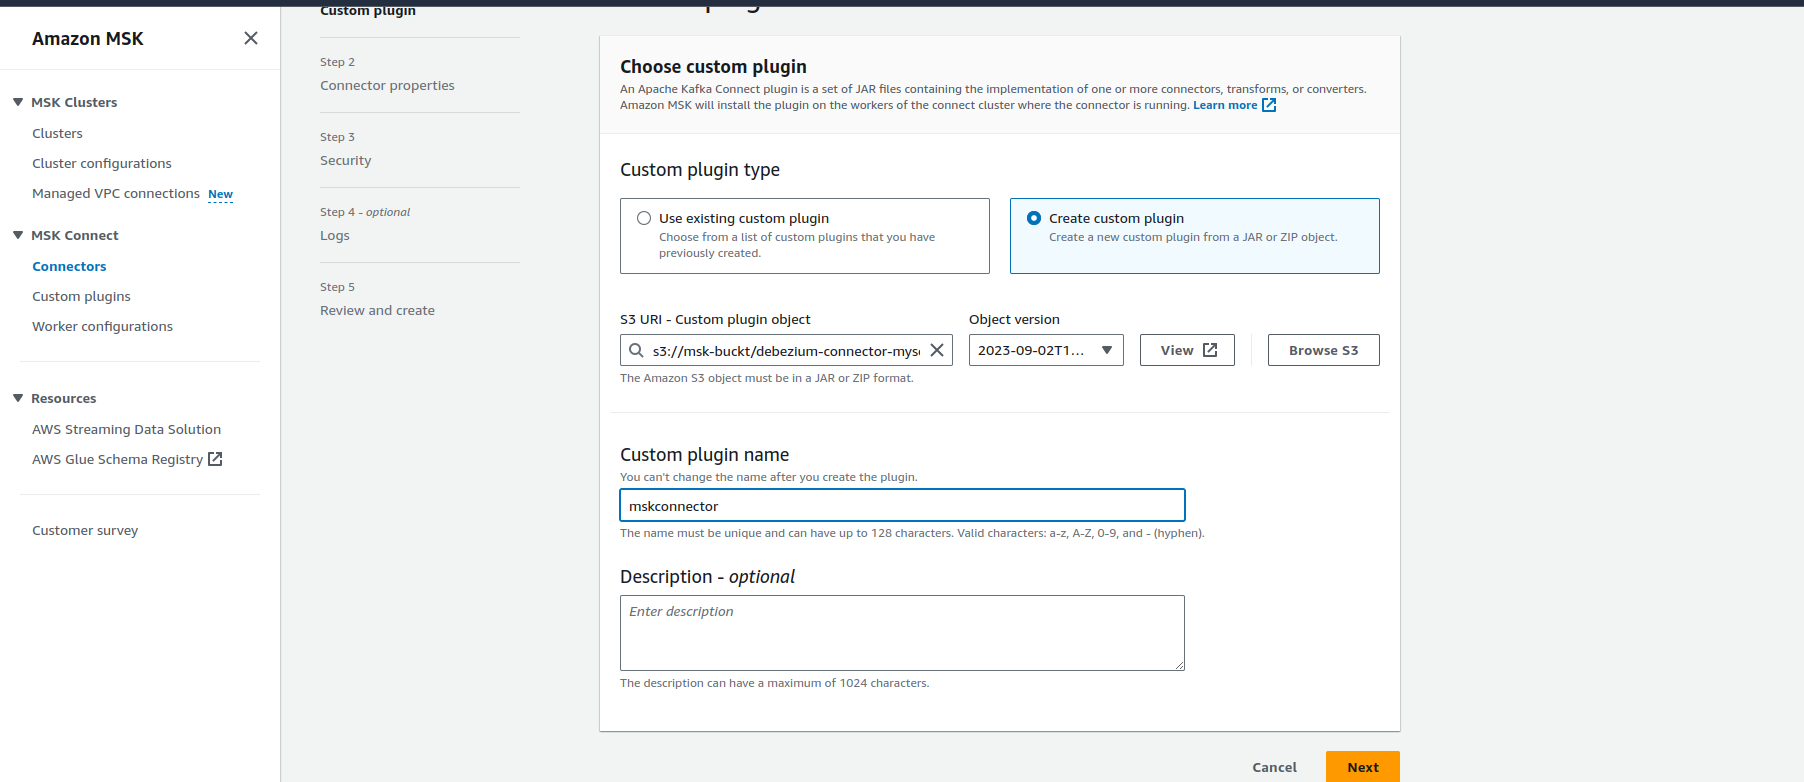 Amazon MSK
MSK Clusters
Clusters
Cluster configurations
Managed VPC connections New
MSK Connect
Connectors
Custom plugins
Worker configurations
Resources
AWS Streaming Data Solution
AWS Glue Schema Registry
Customer survey
Custom plugin
Step 2
Connector properties
Step 3
Security
Step 4 - optional
Logs
Step 5
Review and create
Choose custom plugin
An Apache Kafka Connect plugin is a set of JAR files containing the implementation of one or more connectors, transforms, or converters.
Amazon MSK will install the plugin on the workers of the connect cluster where the connector is running. Learn more
Custom plugin type
Use existing custom plugin
Choose from a list of custom plugins that you have
previously created.
Create custom plugin
Create a new custom plugin from a JAR or ZIP object.
S3 URI - Custom plugin object
Object version
s3://msk-buckt/debezium-connector-mys
2023-09-02T1...
View
Browse S3
The Amazon S3 object must be in a JAR or ZIP format.
Custom plugin name
You can't change the name after you create the plugin.
mskconnector
The name must be unique and can have up to 128 characters. Valid characters: a-z, A-Z, 0-9, and - (hyphen).
Description - optional
Enter description
The description can have a maximum of 1024 characters.
Cancel
Next